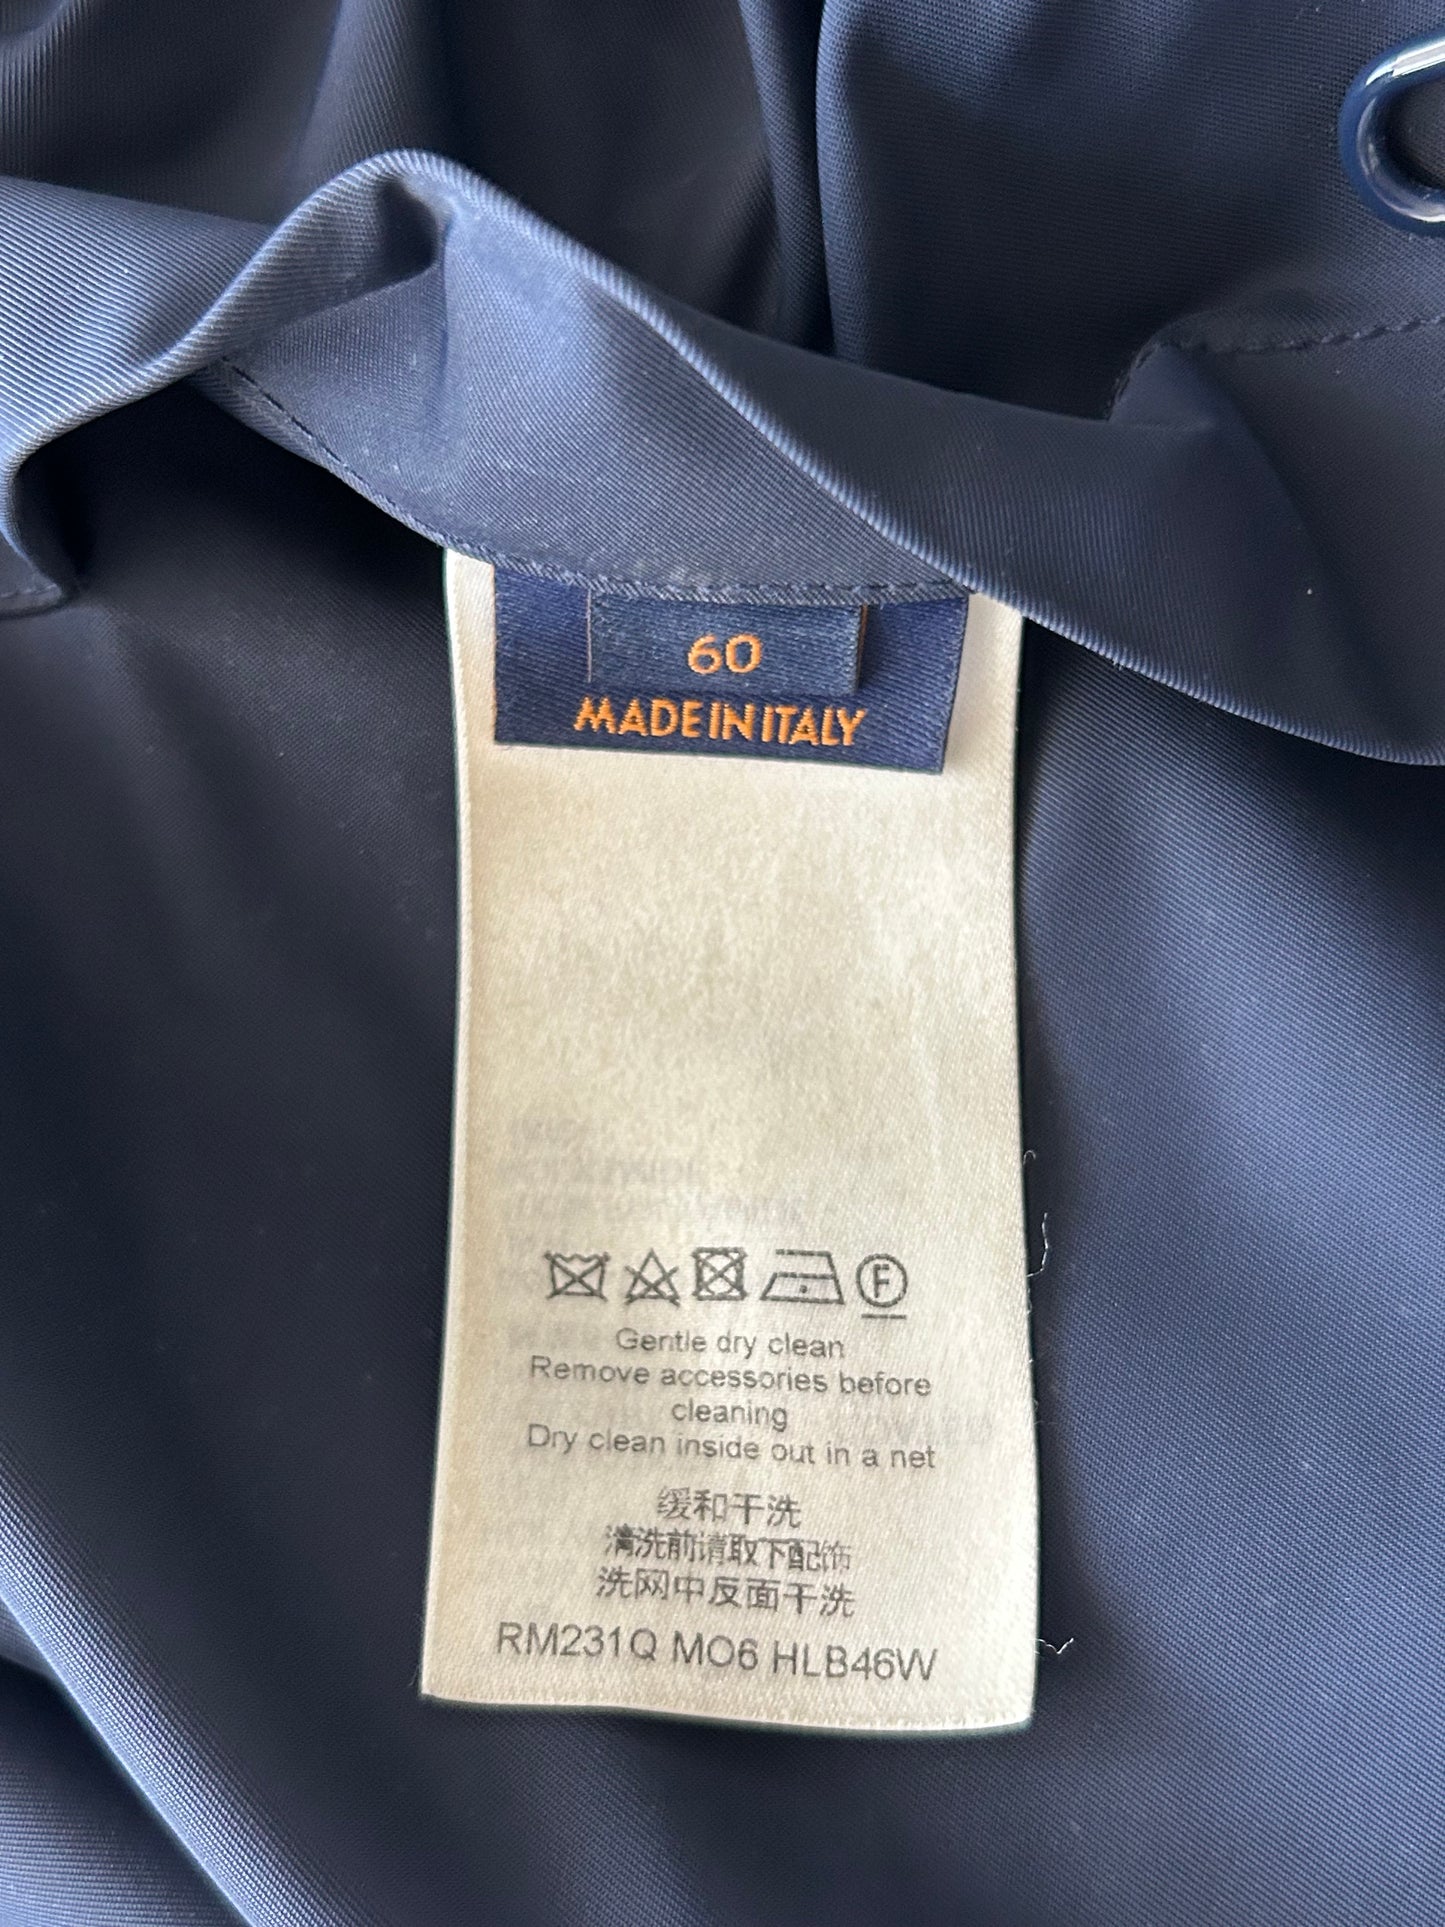 60
MADE IN ITALY
F
Gentle dry clean
Remove accessories before
cleaning
Dry clean inside out in a net
缓和干洗
清洗前请取下配饰
洗网中反面干洗
RM231Q MO6 HLB46W